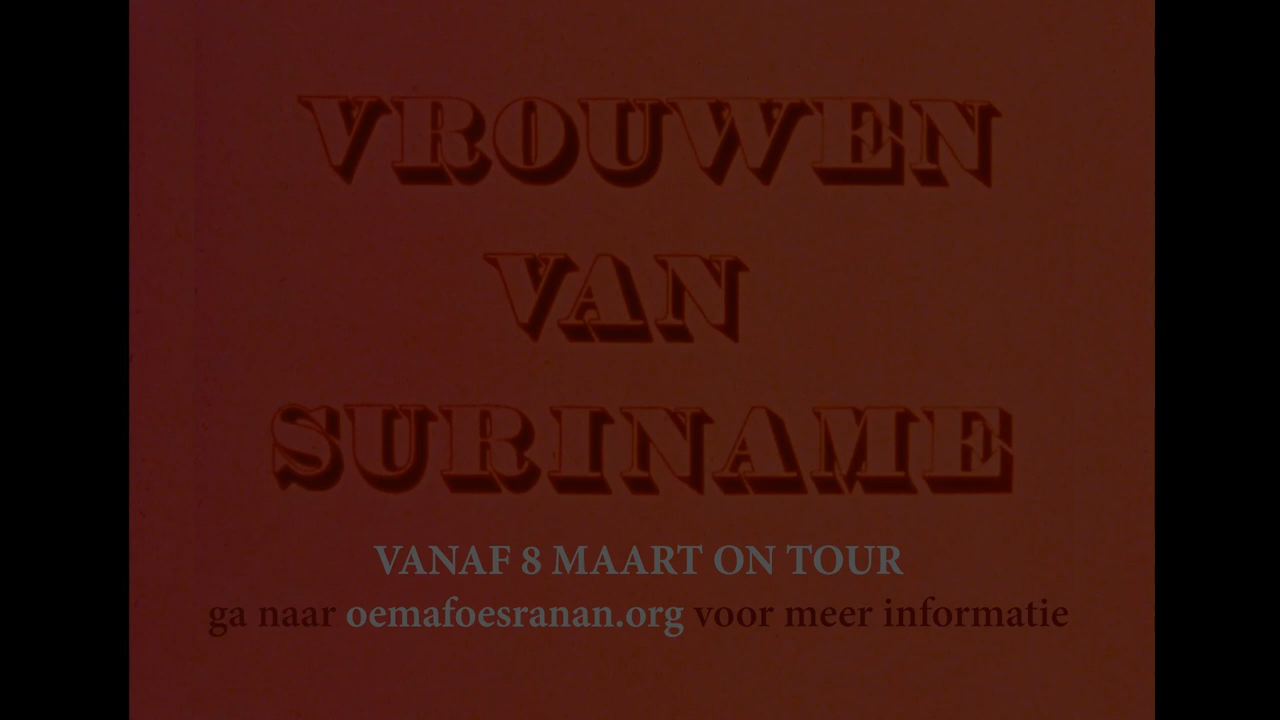 VROUWEN
VAN
SURINAME
VANAF 8 MAART ON TOUR
ga naar oemafoesranan.org voor meer informatie